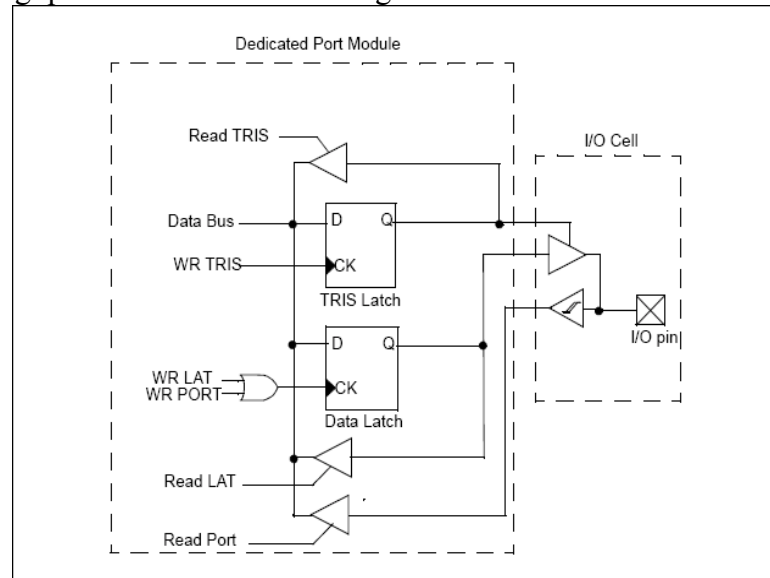 Dedicated Port Module
Read TRIS
I/O Cell
Data Bus
D
Q
WR TRIS
CK
TRIS Latch
D
Q
I/O pin
WR LAT
WR PORT
CK
Data Latch
Read LAT
Read Port